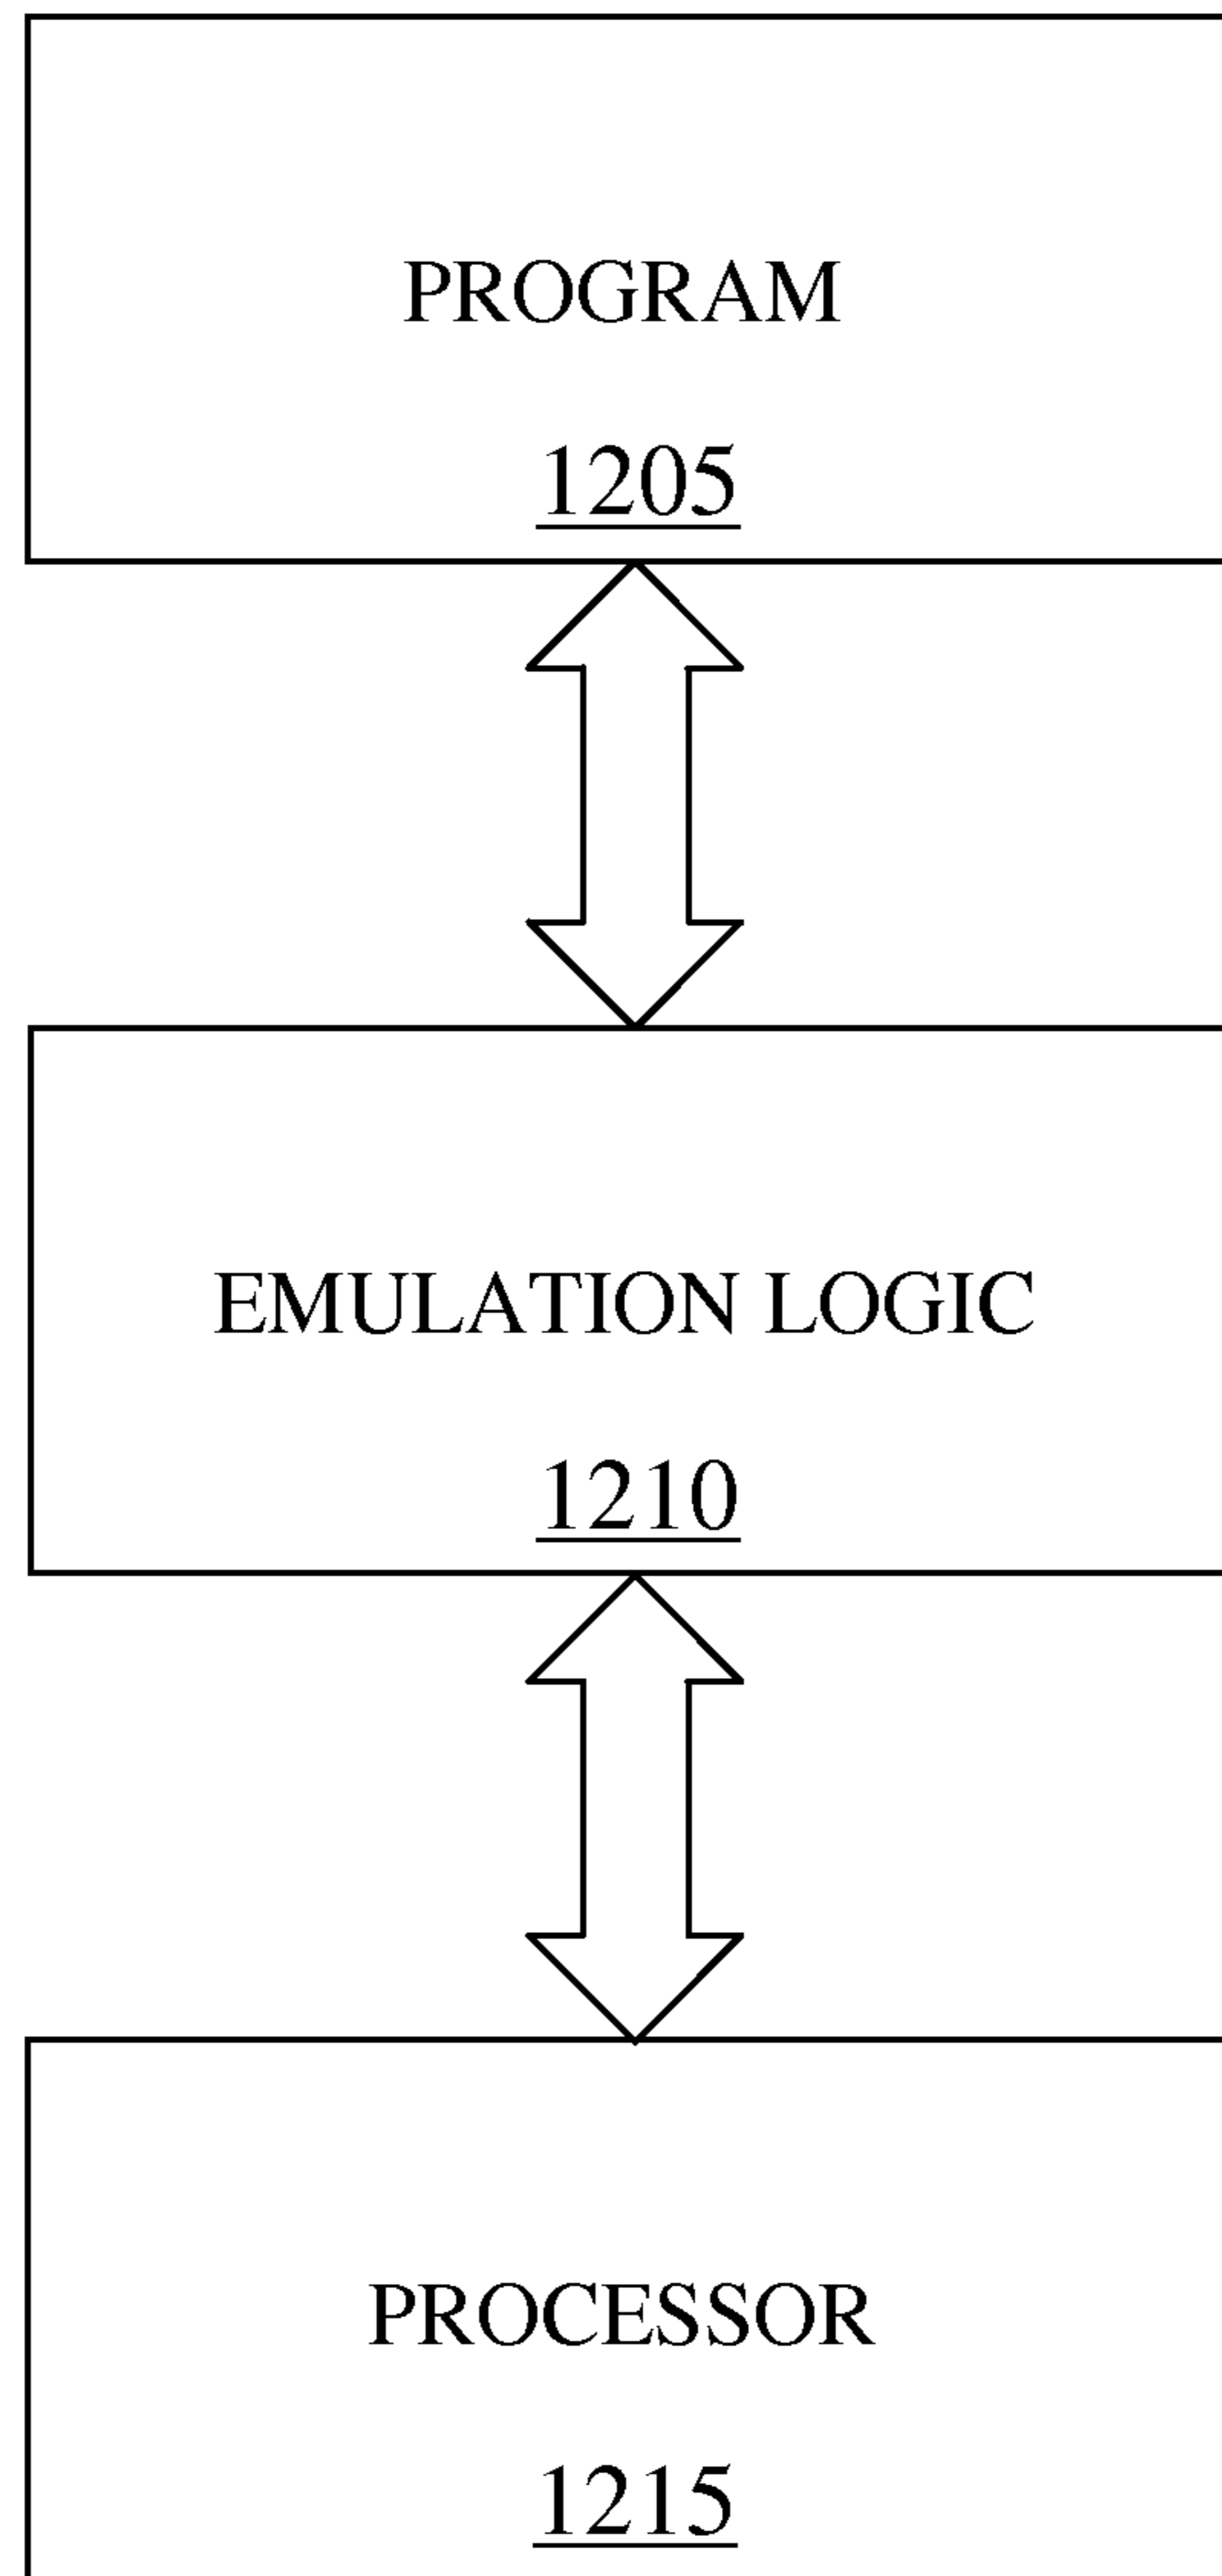 PROGRAM
1205
EMULATION LOGIC
1210
PROCESSOR
1215